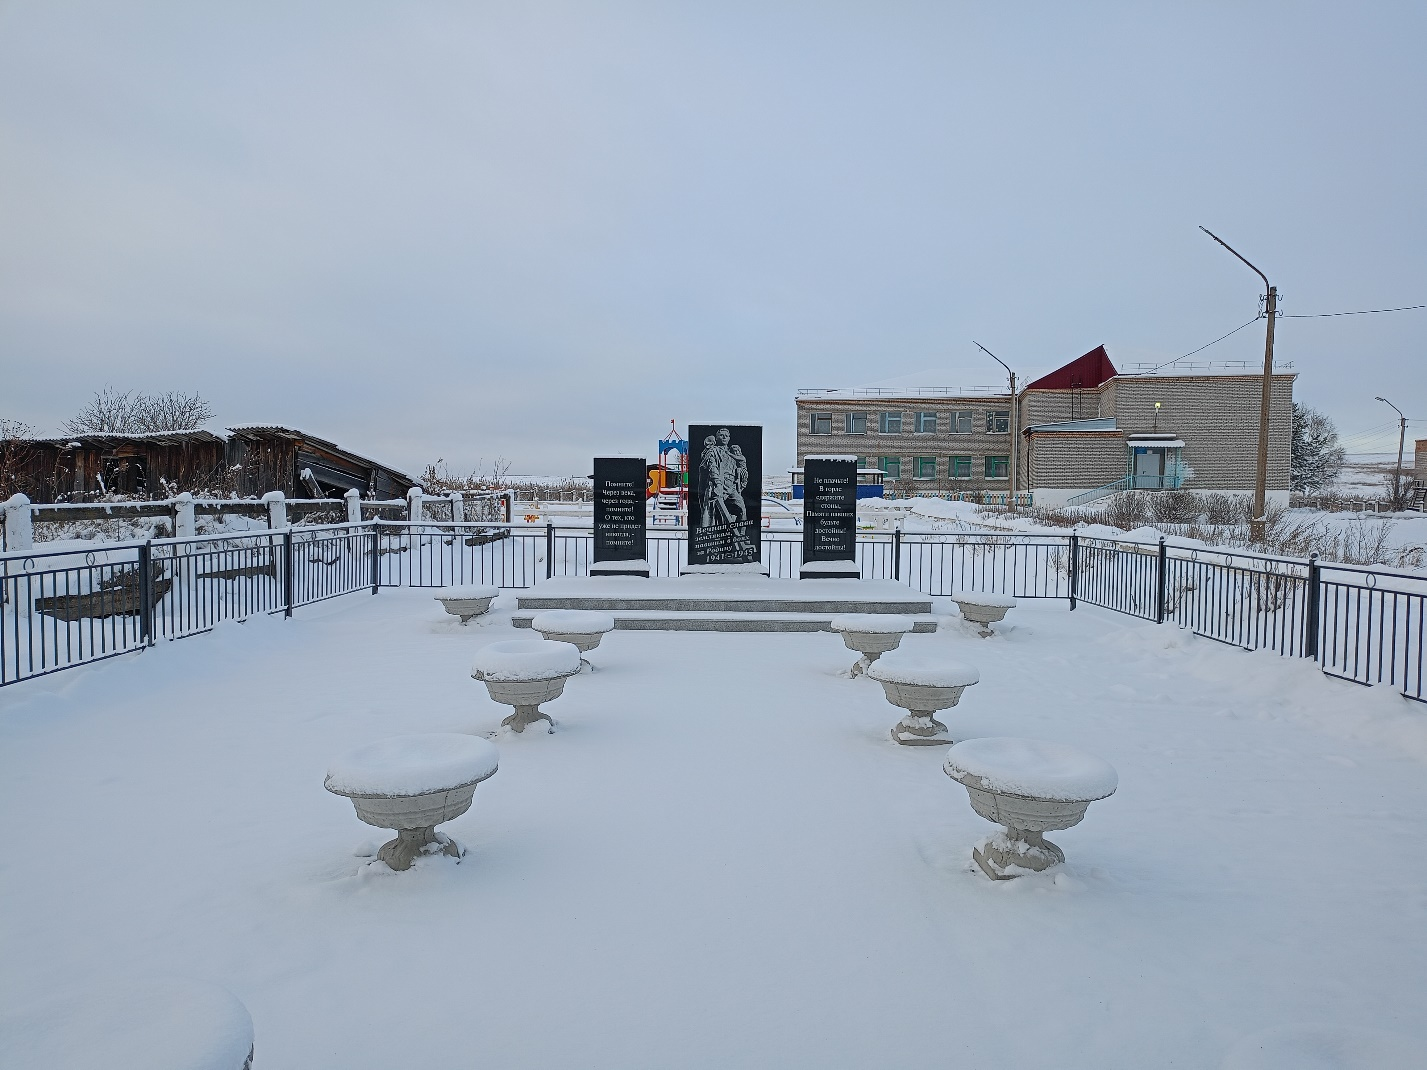 Помните!
Через века,
через года, -
помните!
О тех, кто
уже не придет
никогда, -
помните!
Вечная слава
землякам,
павшим в боях
за Родину
1941-1945
Не плачьте!
В горле
сдержите
стоны,
Памяти павших
будьте
достойны!
Вечно
достойны!